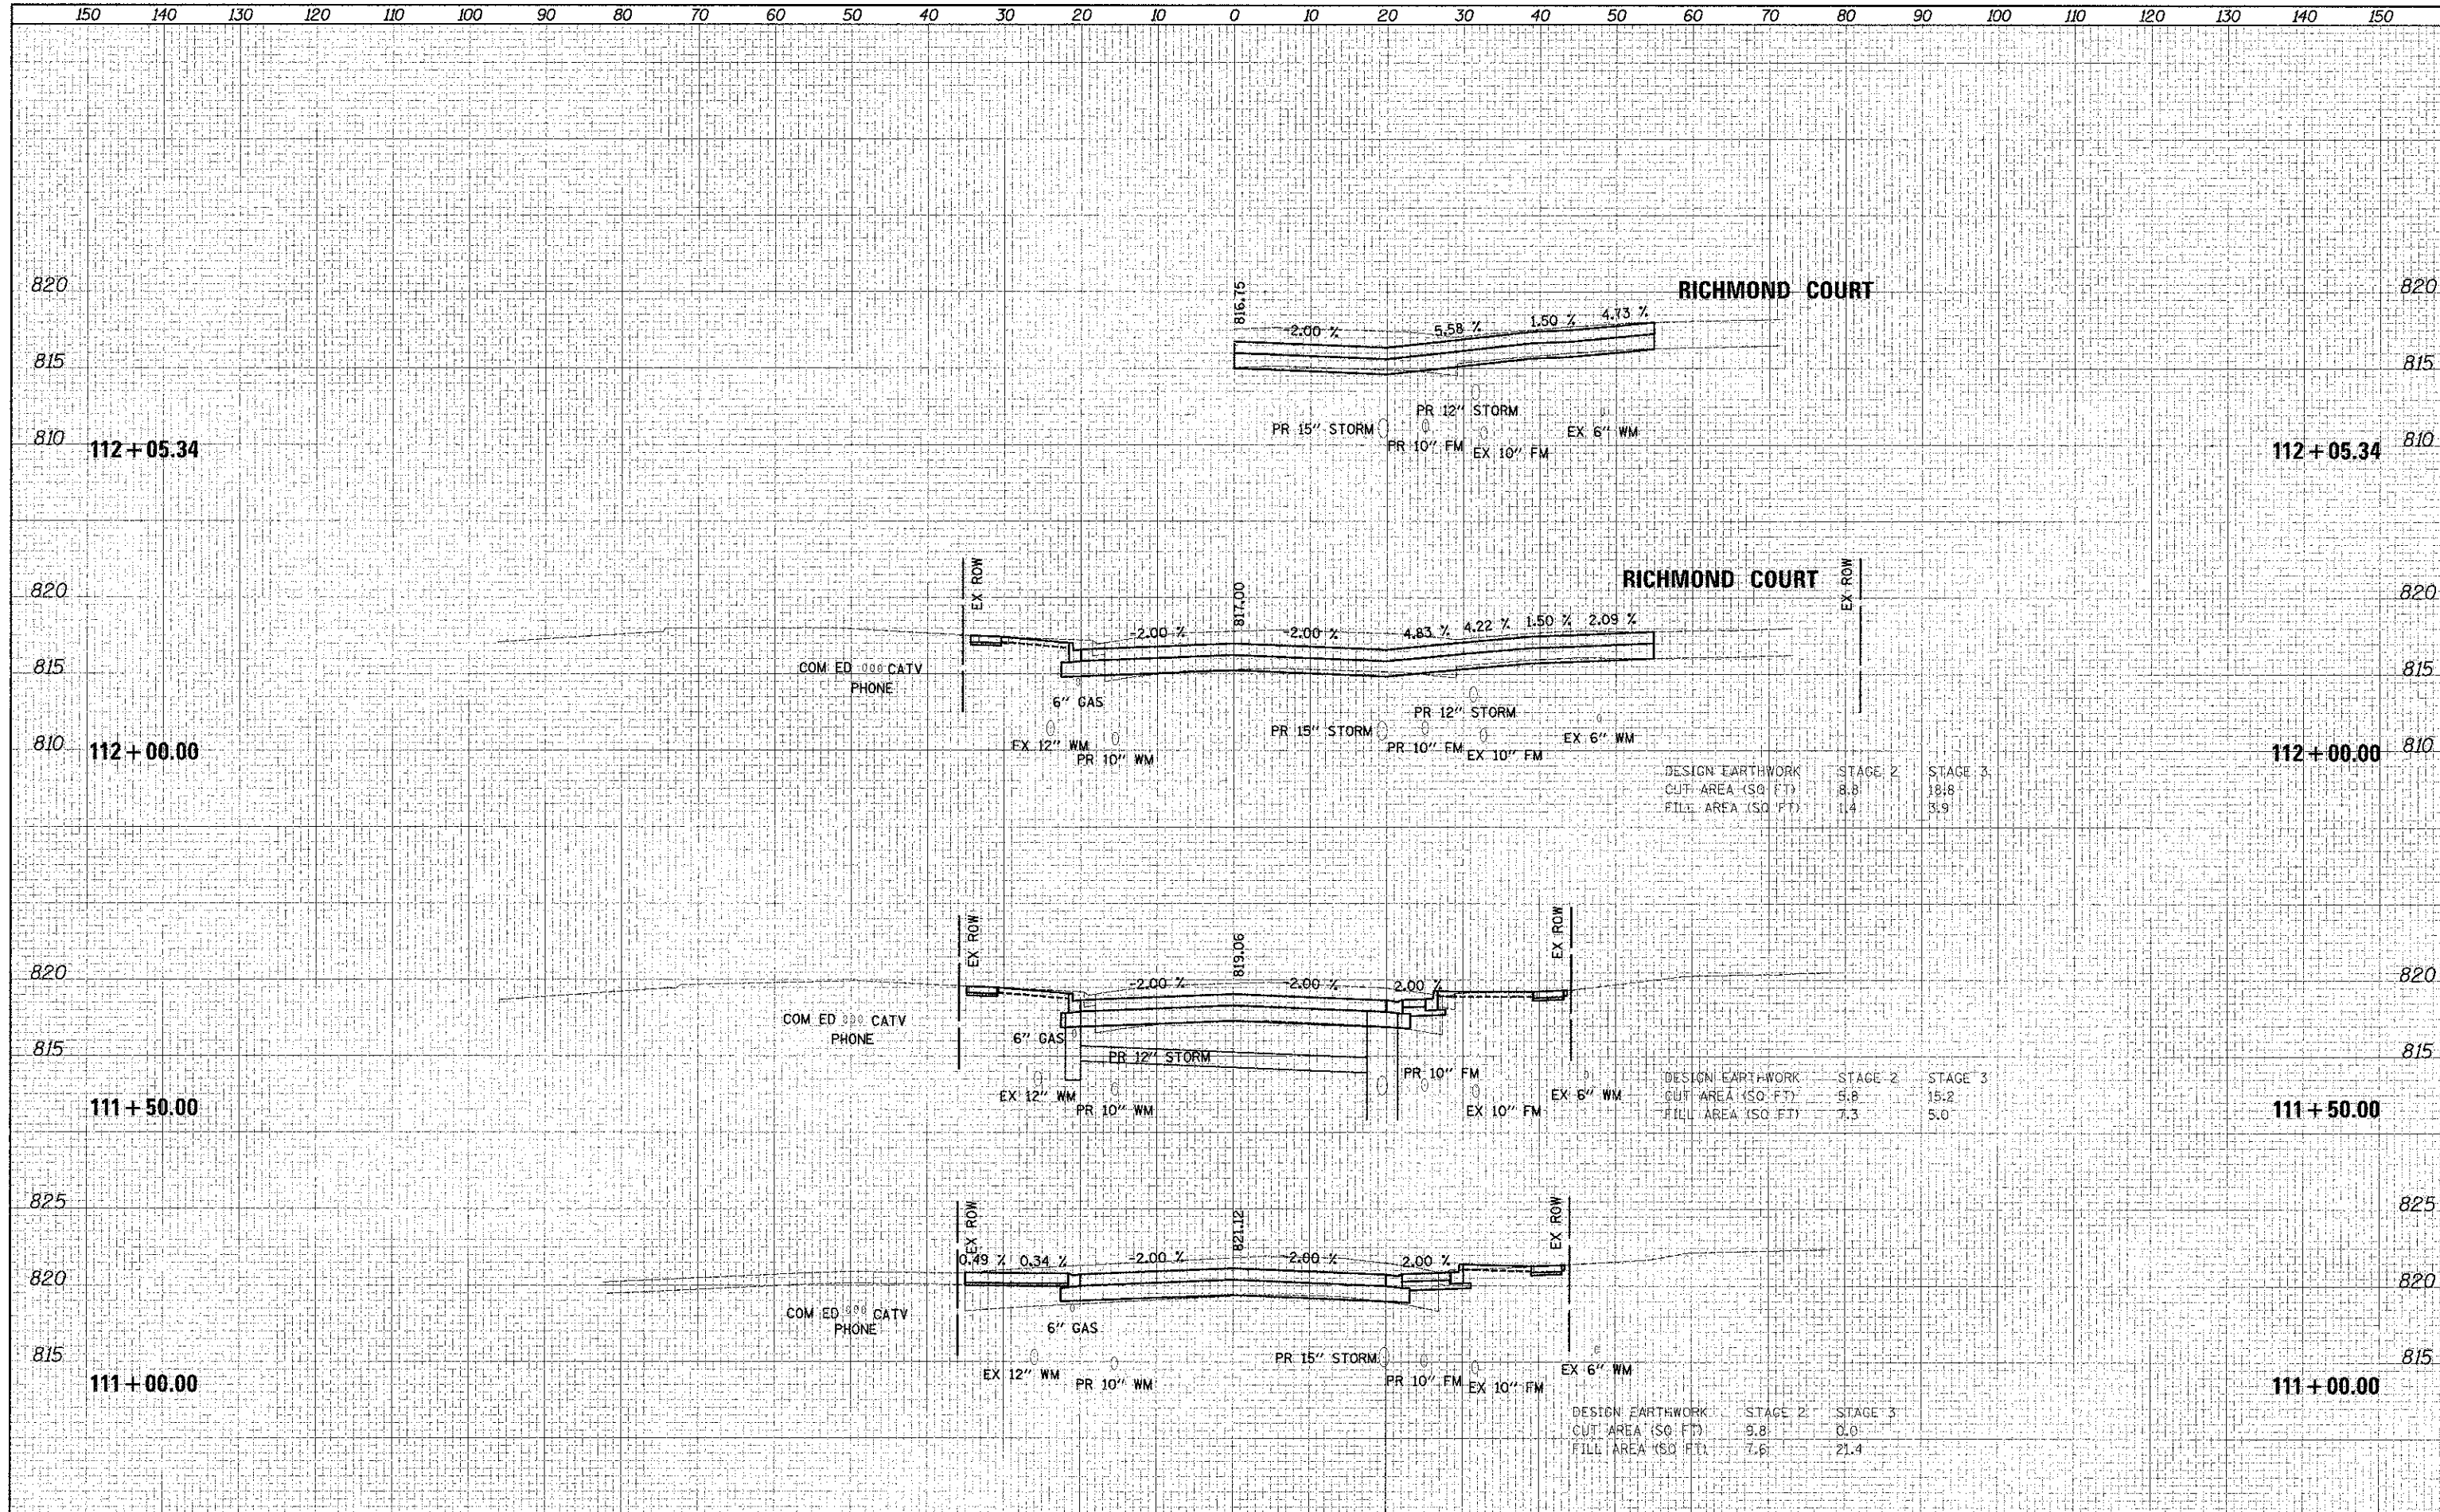 150 140 130 120 110 100 90 80 70 60 50 40 30 20 10 0 10 20 30 40 50 60 70 80 90 100 110 120 130 140 150
820 816.75 RICHMOND COURT 820
-2.00 % 5.58 % 1.50 % 4.73 %
815 815
PR 12" STORM
PR 15" STORM EX 6" WM
810 PR 10" FM EX 10" FM 810
112+05.34 112+05.34
EX ROW RICHMOND COURT EX ROW
820 817.00 820
-2.00 % -2.00 % 4.83 % 4.22 % 1.50 % 2.09 %
815 COM ED CATV 815
PHONE
6" GAS PR 12" STORM
PR 15" STORM EX 6" WM
EX 12" WM PR 10" WM PR 10" FM EX 10" FM
810 810
112+00.00 112+00.00
DESIGN EARTHWORK STAGE 2 STAGE 3
CUT AREA (SQ FT) 8.8 18.8
FILL AREA (SQ FT) 1.4 3.9
EX ROW EX ROW
820 819.06 820
-2.00 % -2.00 % 2.00 %
COM ED CATV
PHONE 6" GAS
815 PR 12" STORM 815
PR 10" FM
EX 12" WM PR 10" WM EX 10" FM EX 6" WM
DESIGN EARTHWORK STAGE 2 STAGE 3
CUT AREA (SQ FT) 5.8 15.2
FILL AREA (SQ FT) 7.3 5.0
111+50.00 111+50.00
825 825
EX ROW 821.12 EX ROW
0.49 % 0.34 % -2.00 % -2.00 % 2.00 %
820 820
COM ED CATV
PHONE 6" GAS
815 PR 15" STORM EX 6" WM 815
EX 12" WM PR 10" WM PR 10" FM EX 10" FM
111+00.00 111+00.00
DESIGN EARTHWORK STAGE 2 STAGE 3
CUT AREA (SQ FT) 9.8 0.0
FILL AREA (SQ FT) 7.6 21.4